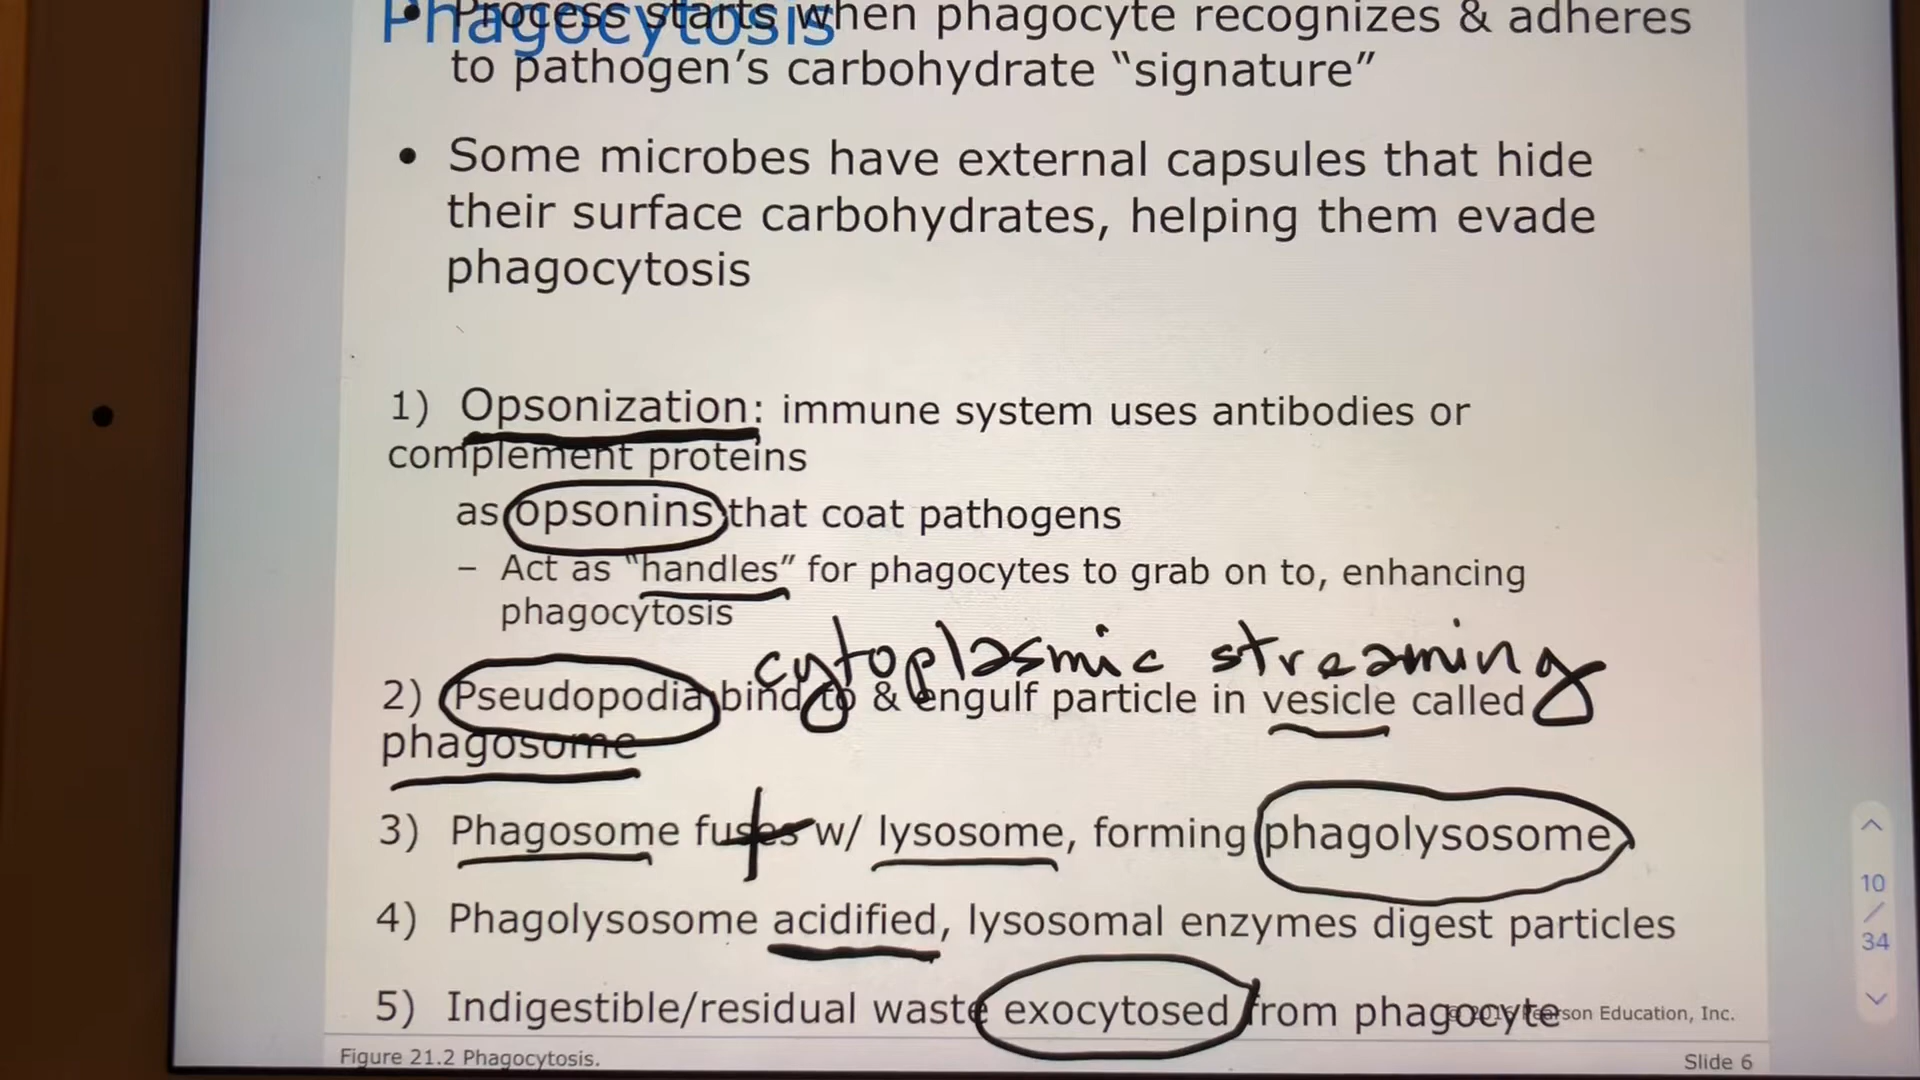 Phagocytosis
• Process starts when phagocyte recognizes & adheres
to pathogen's carbohydrate “signature”
• Some microbes have external capsules that hide
their surface carbohydrates, helping them evade
phagocytosis
1) Opsonization: immune system uses antibodies or
complement proteins
as opsonins that coat pathogens
– Act as “handles” for phagocytes to grab on to, enhancing
phagocytosis
cytoplasmic streaming
2) Pseudopodia bind to & engulf particle in vesicle called
phagosome
3) Phagosome fuses w/ lysosome, forming phagolysosome
+
4) Phagolysosome acidified, lysosomal enzymes digest particles
5) Indigestible/residual waste exocytosed from phagocyte
© 2016 Pearson Education, Inc.
Figure 21.2 Phagocytosis.
Slide 6
10
/
34